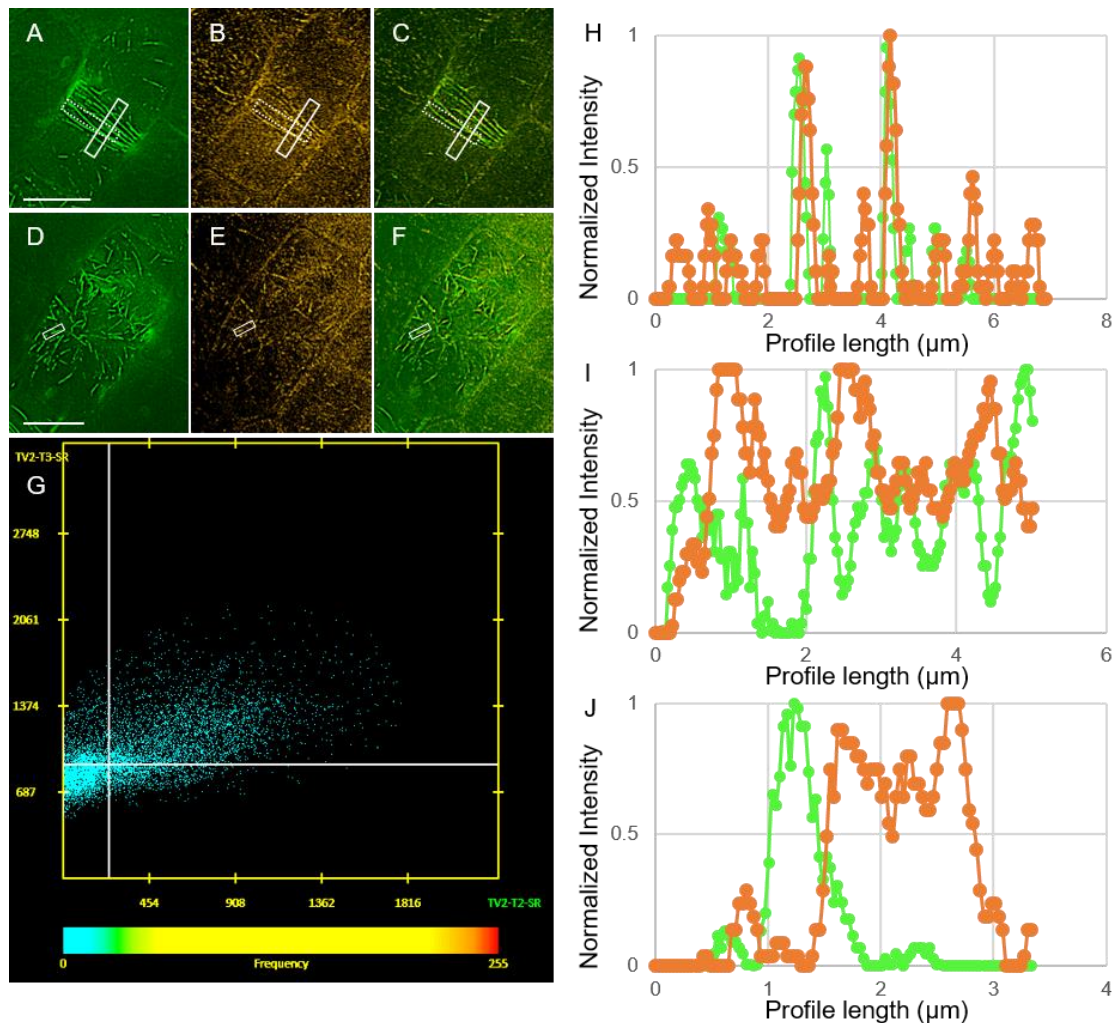 A
B
C
D
E
F
TV2-T3-SR
G
2748
2061
1374
687
454 908 1362 1816 TV2-T2-SR
0 Frequency 255
H
Normalized Intensity
1
0.5
0
0 2 4 6 8
Profile length (µm)
I
Normalized Intensity
1
0.5
0
0 2 4 6
Profile length (µm)
J
Normalized Intensity
1
0.5
0
0 1 2 3 4
Profile length (µm)